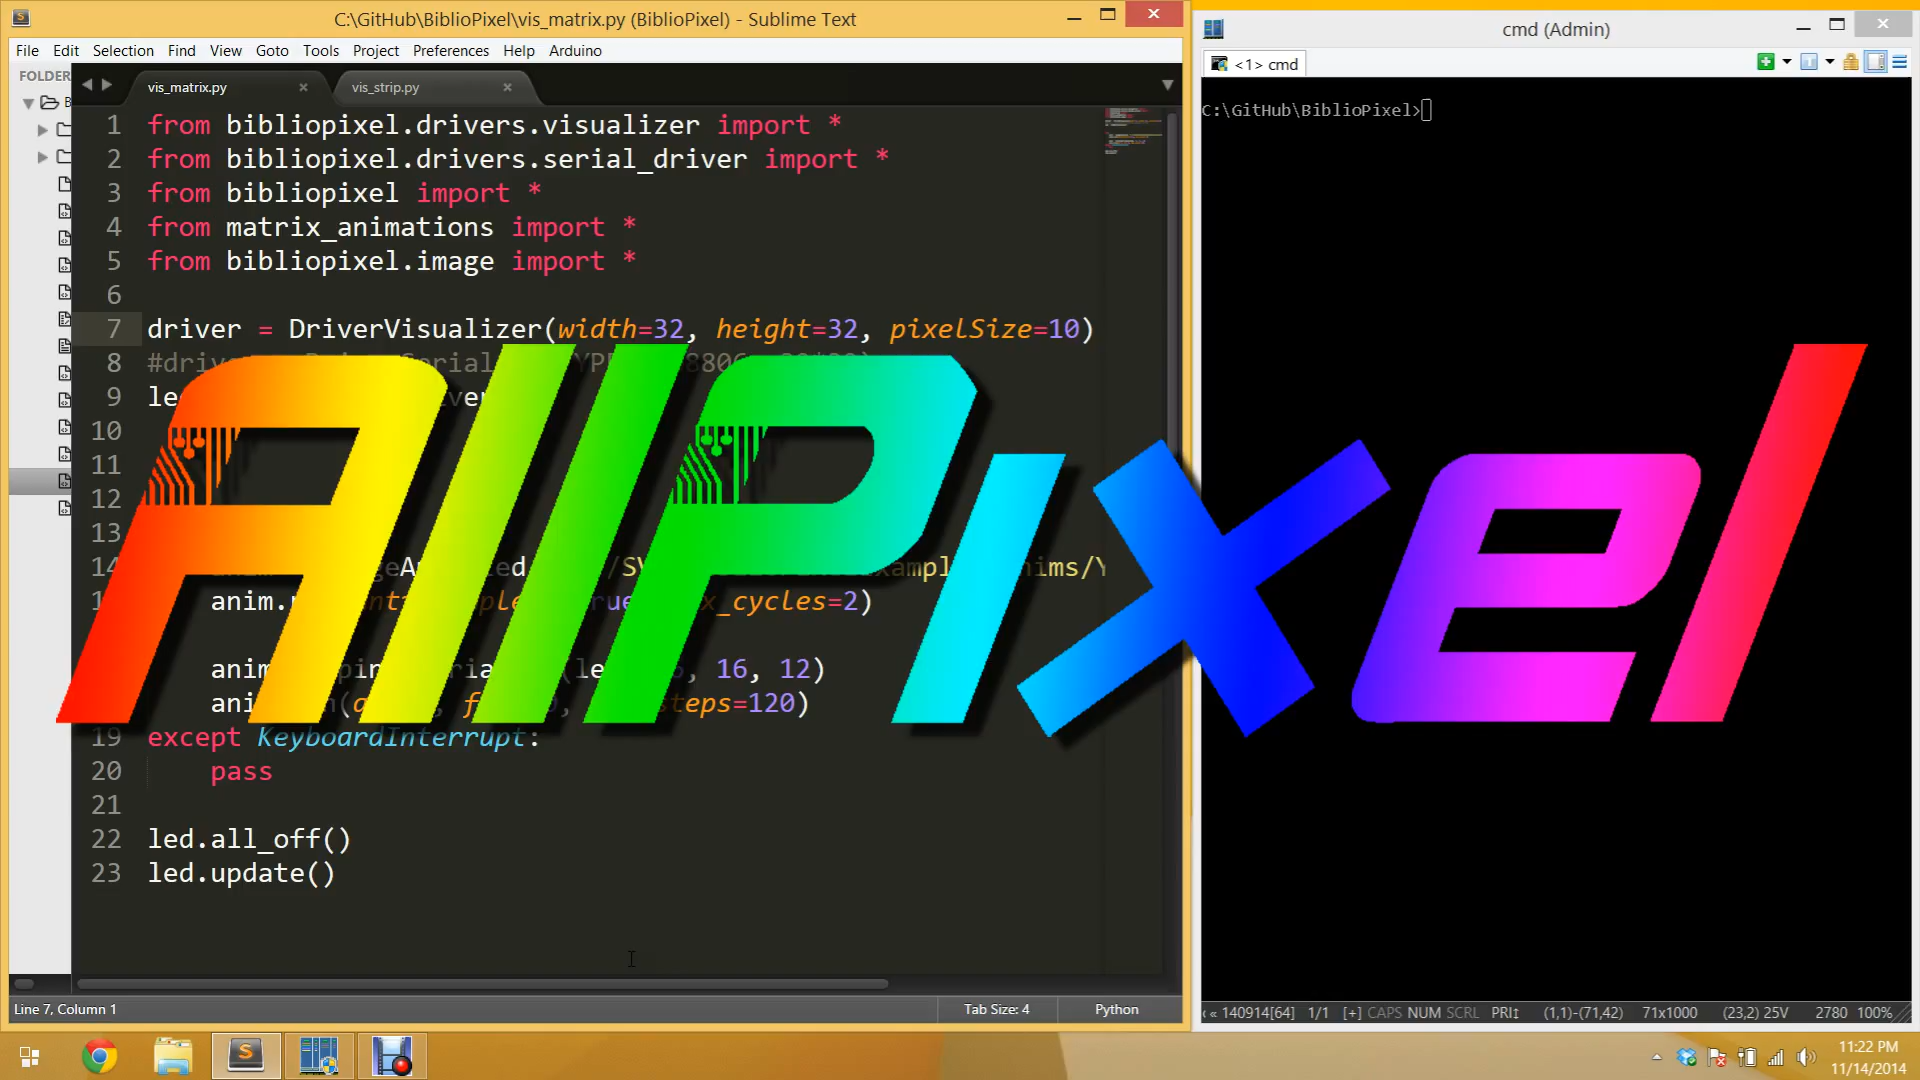 C:\GitHub\BiblioPixel\vis_matrix.py (BiblioPixel) - Sublime Text
File Edit Selection Find View Goto Tools Project Preferences Help Arduino
FOLDER
vis_matrix.py
vis_strip.py
1 from bibliopixel.drivers.visualizer import *
2 from bibliopixel.drivers.serial_driver import *
3 from bibliopixel import *
4 from matrix_animations import *
5 from bibliopixel.image import *
6
7 driver = DriverVisualizer(width=32, height=32, pixelSize=10)
8 #driv
9 le
10
11
12
13
14
anim. _cycles=2)
anim , 16, 12)
ani steps=120)
19 except KeyboardInterrupt:
20 pass
21
22 led.all_off()
23 led.update()
Line 7, Column 1
Tab Size: 4
Python
AllPixel
cmd (Admin)
<1> cmd
C:\GitHub\BiblioPixel>
« 140914[64] 1/1 [+] CAPS NUM SCRL PRI↕ (1,1)-(71,42) 71x1000 (23,2) 25V 2780 100%
11:22 PM
11/14/2014